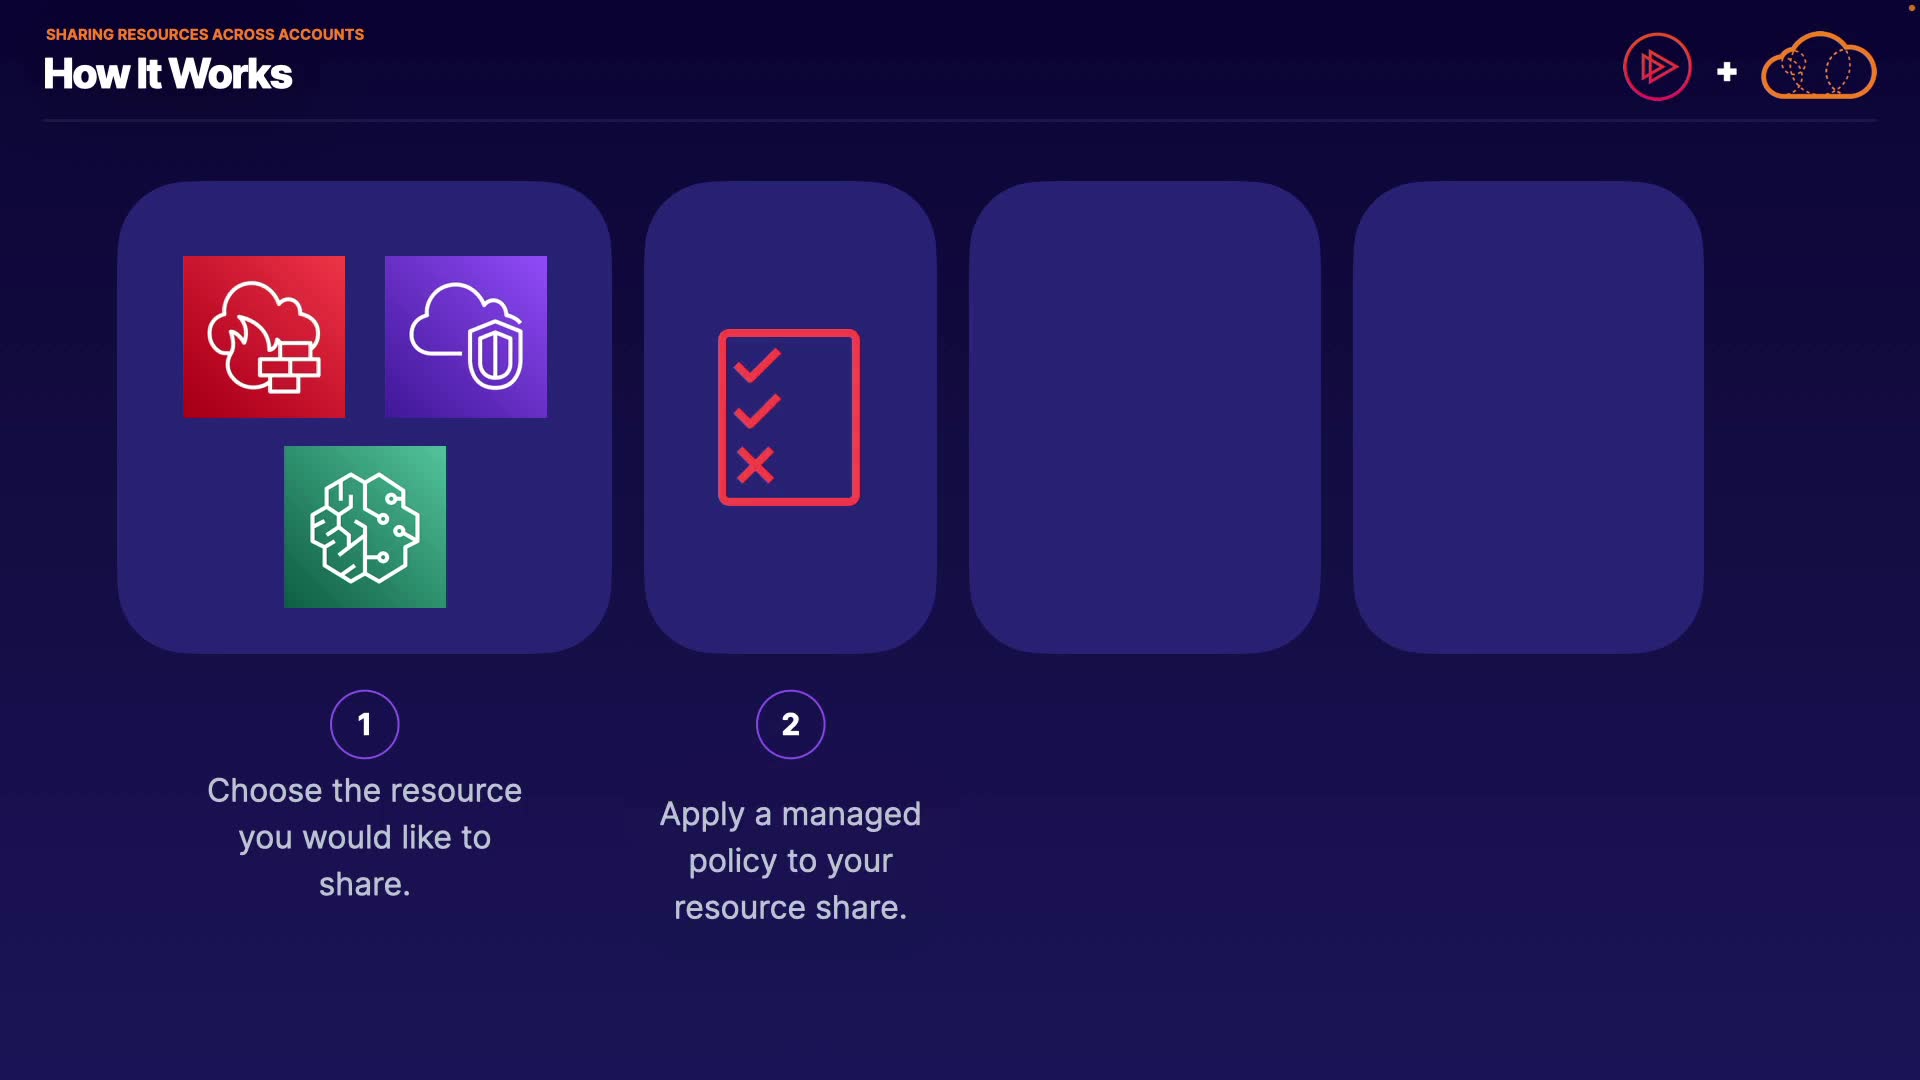 SHARING RESOURCES ACROSS ACCOUNTS
How It Works
1
Choose the resource
you would like to
share.
2
Apply a managed
policy to your
resource share.